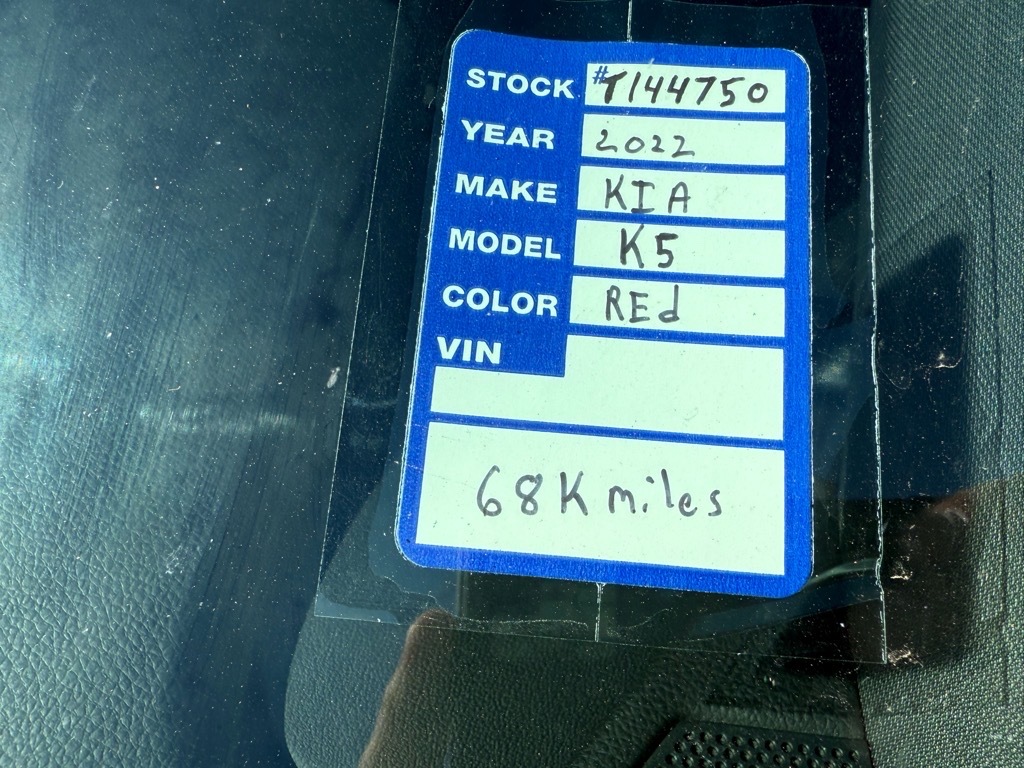 STOCK #T144750
YEAR 2022
MAKE KIA
MODEL K5
COLOR REd
VIN
68K miles